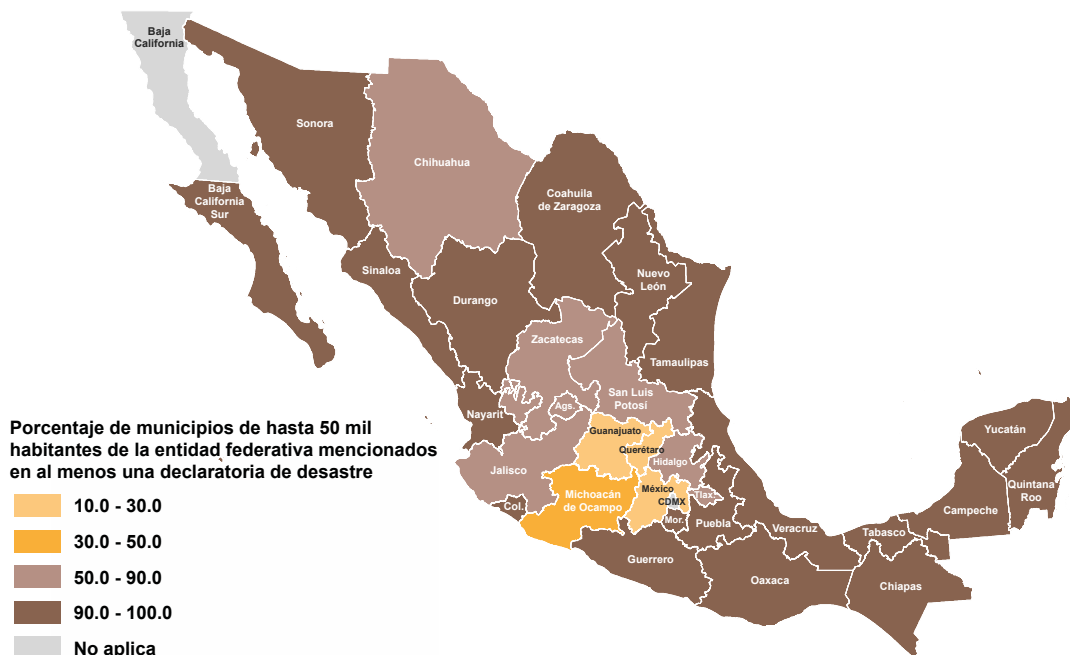 Baja
California
Sonora
Chihuahua
Coahuila
de Zaragoza
Baja
California
Sur
Sinaloa
Nuevo
León
Durango
Zacatecas
Tamaulipas
San Luis
Potosí
Ags.
Nayarit
Guanajuato
Querétaro
Hidalgo
Jalisco
México
Michoacán
de Ocampo
CDMX
Tlax.
Col.
Mor.
Puebla
Veracruz
Guerrero
Oaxaca
Tabasco
Chiapas
Campeche
Yucatán
Quintana
Roo
Porcentaje de municipios de hasta 50 mil
habitantes de la entidad federativa mencionados
en al menos una declaratoria de desastre
10.0 - 30.0
30.0 - 50.0
50.0 - 90.0
90.0 - 100.0
No aplica